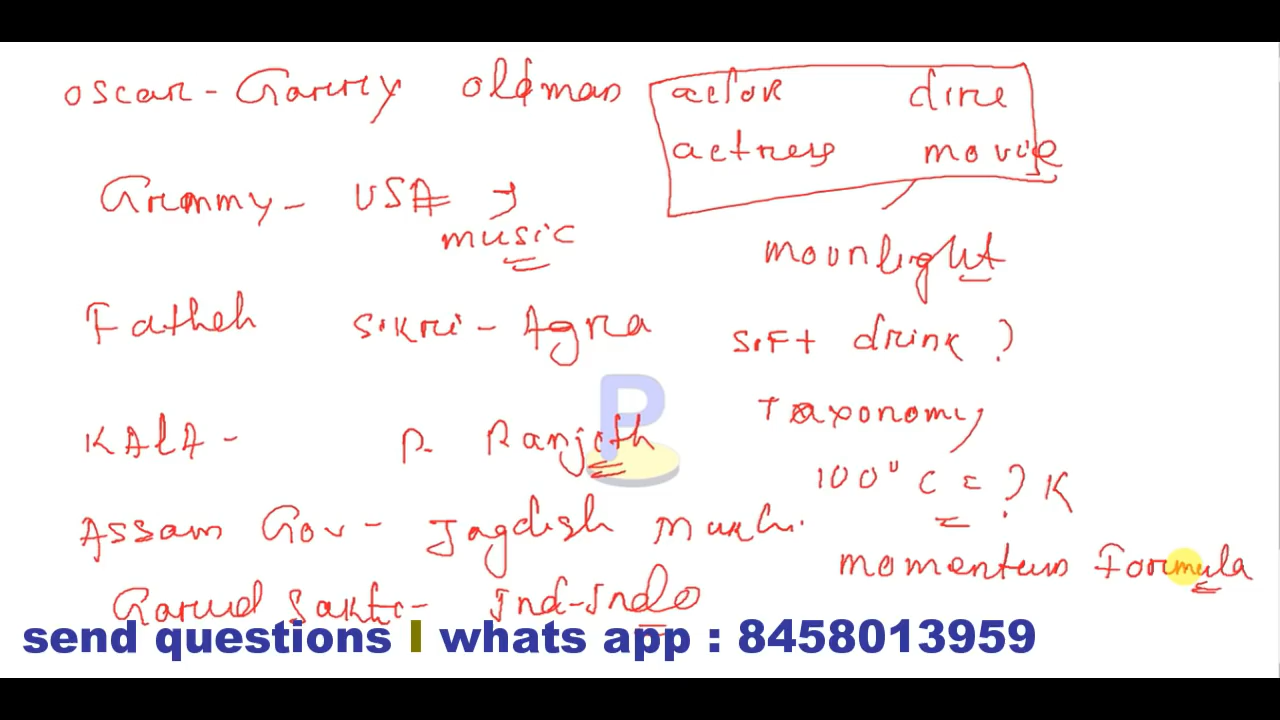 oscar - Garry oldman
actor dire
actress movie
Grammy - USA
music
moonlight
Fatheh sikri - Agra
soft drink ?
Taxonomy
KAlA - P. Ranjeth
100° C = ? K
Assam Gov - Jagdish Mukhi.
momentum Formula
Garud Sakti - Ind-Indo
P
send questions I whats app : 8458013959